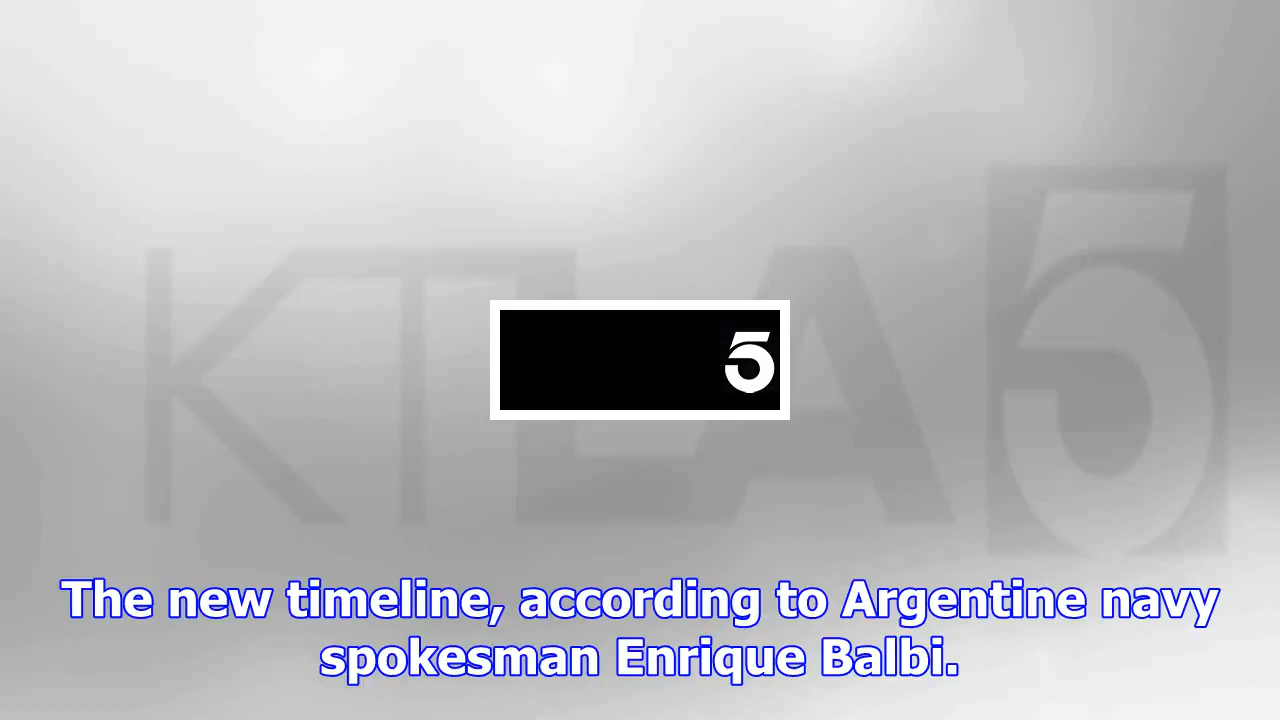 KTLA5
5
The new timeline, according to Argentine navy
spokesman Enrique Balbi.